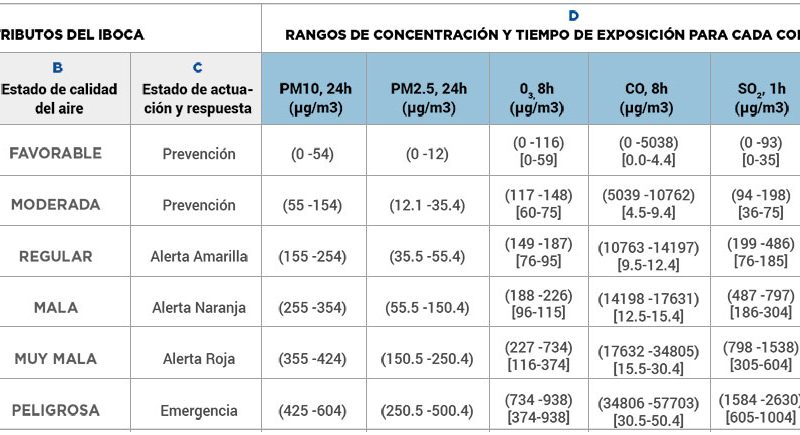 TRIBUTOS DEL IBOCA
D
RANGOS DE CONCENTRACIÓN Y TIEMPO DE EXPOSICIÓN PARA CADA CO
B
Estado de calidad
del aire
C
Estado de actua-
ción y respuesta
PM10, 24h
(µg/m3)
PM2.5, 24h
(µg/m3)
03, 8h
(µg/m3)
CO, 8h
(µg/m3)
SO2, 1h
(µg/m3)
FAVORABLE
Prevención
(0 -54)
(0 -12)
(0 -116)
[0-59]
(0 -5038)
[0.0-4.4]
(0 -93)
[0-35]
MODERADA
Prevención
(55 -154)
(12.1 -35.4)
(117 -148)
[60-75]
(5039 -10762)
[4.5-9.4]
(94 -198)
[36-75]
REGULAR
Alerta Amarilla
(155 -254)
(35.5 -55.4)
(149 -187)
[76-95]
(10763 -14197)
[9.5-12.4]
(199 -486)
[76-185]
MALA
Alerta Naranja
(255 -354)
(55.5 -150.4)
(188 -226)
[96-115]
(14198 -17631)
[12.5-15.4]
(487 -797)
[186-304]
MUY MALA
Alerta Roja
(355 -424)
(150.5 -250.4)
(227 -734)
[116-374]
(17632 -34805)
[15.5-30.4]
(798 -1538)
[305-604]
PELIGROSA
Emergencia
(425 -604)
(250.5 -500.4)
(734 -938)
[374-938]
(34806 -57703)
[30.5-50.4]
(1584 -2630)
[605-1004]